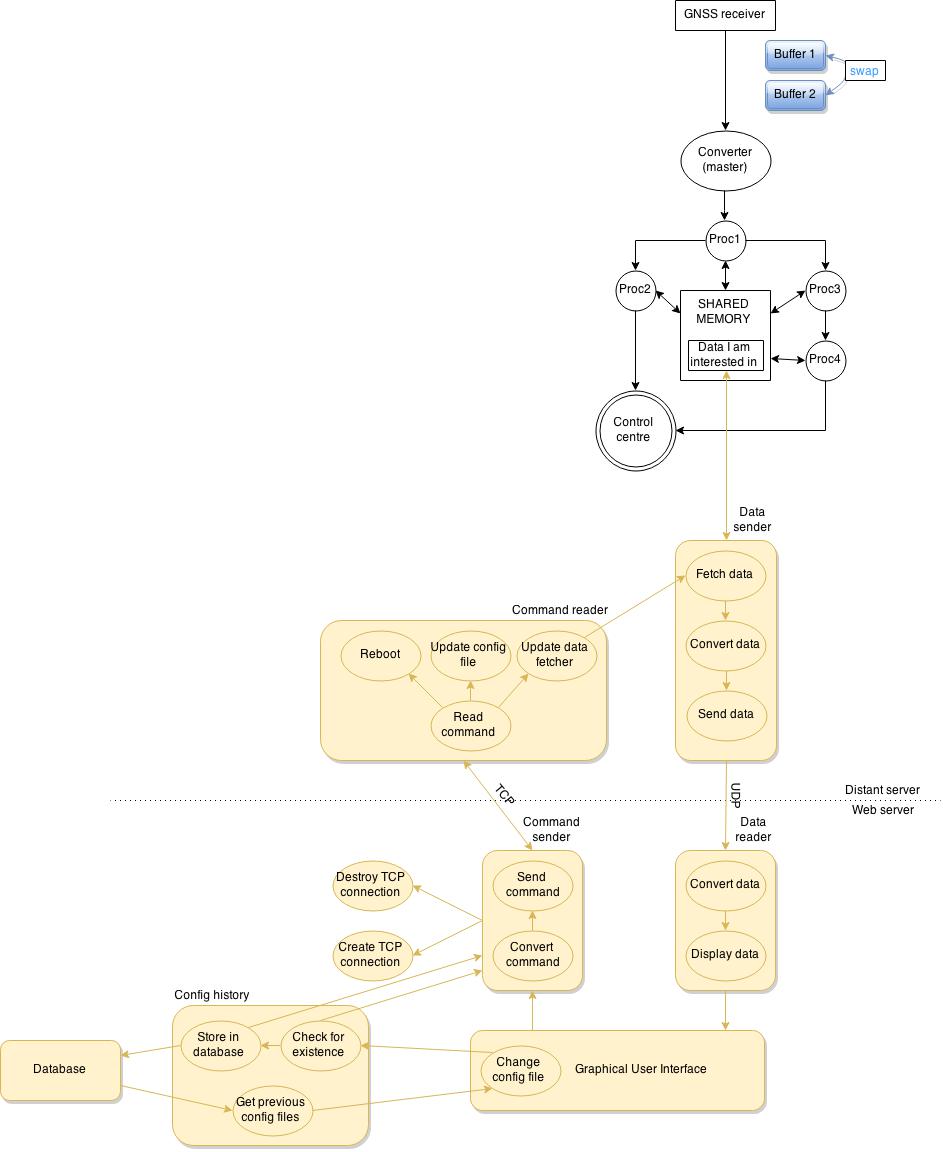 GNSS receiver
Buffer 1
swap
Buffer 2
Converter
(master)
Proc1
Proc2
Proc3
SHARED
MEMORY
Data I am
interested in
Proc4
Control
centre
Data
sender
Fetch data
Command reader
Reboot
Update config
file
Update data
fetcher
Convert data
Read
command
Send data
TCP
UDP
Distant server
Web server
Command
sender
Data
reader
Destroy TCP
connection
Send
command
Convert data
Create TCP
connection
Convert
command
Display data
Config history
Store in
database
Check for
existence
Database
Change
config file
Graphical User Interface
Get previous
config files